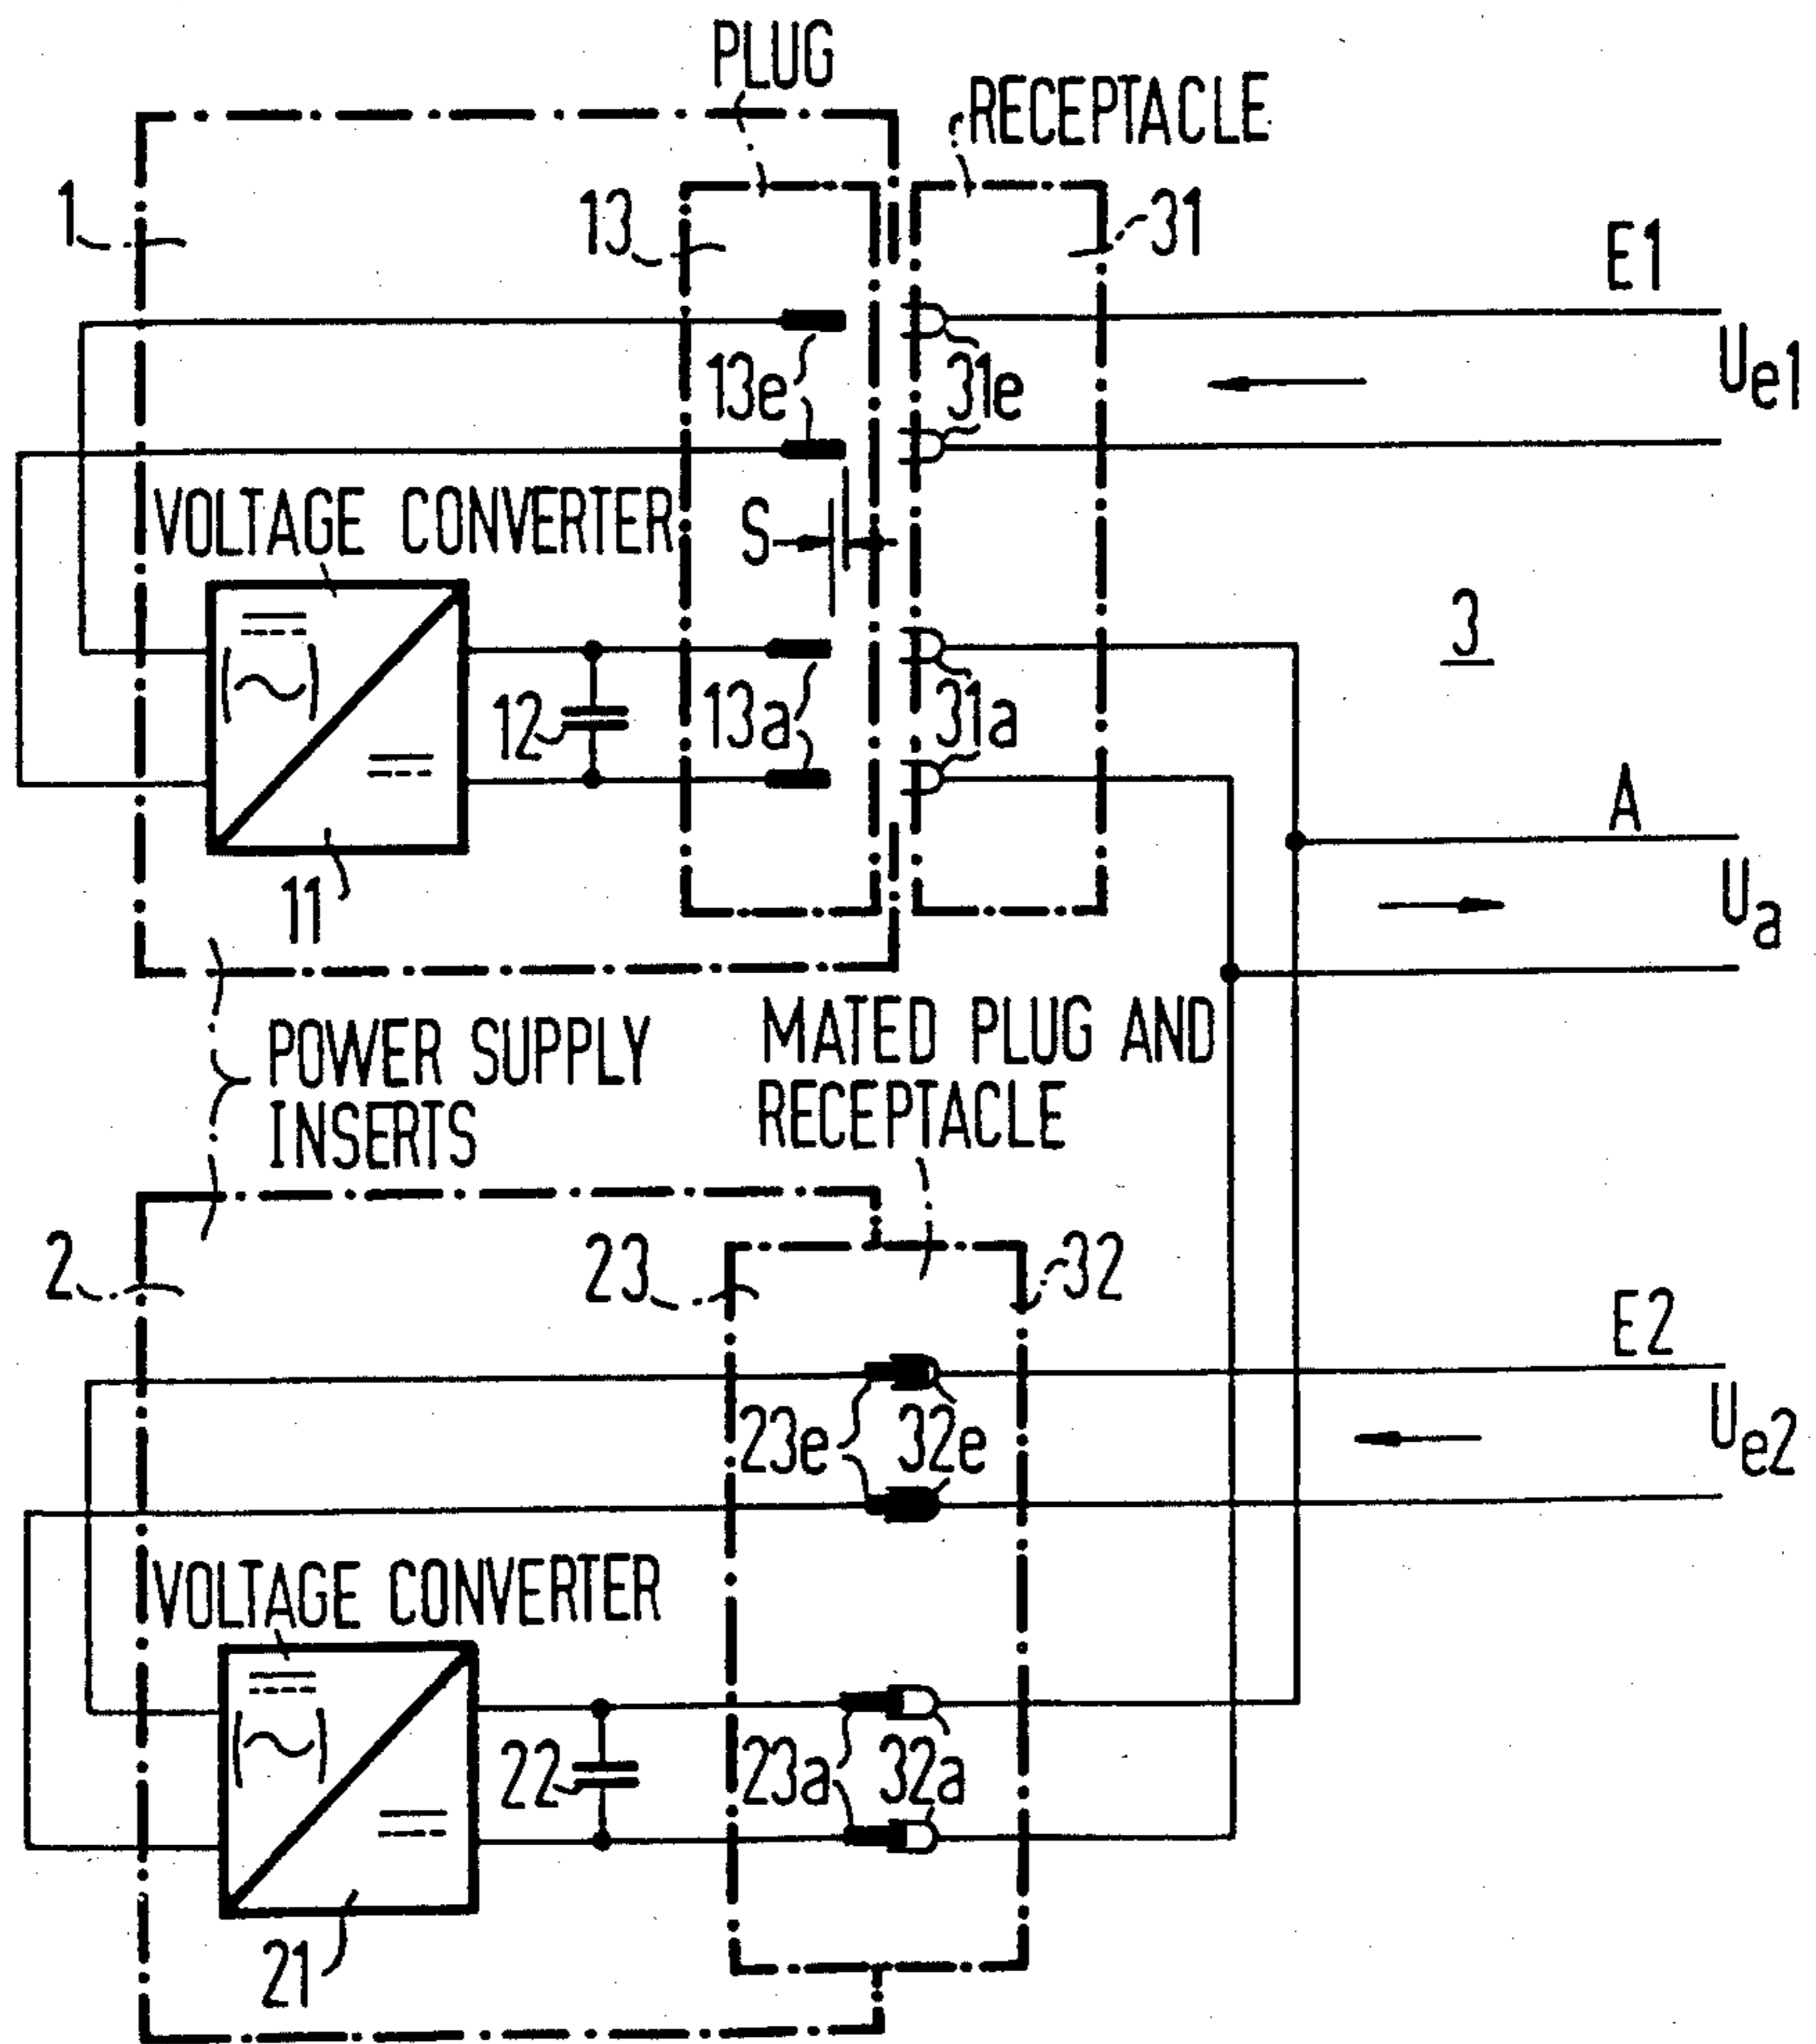 PLUG
RECEPTACLE
1
13
31
E1
13e
31e
Ue1
VOLTAGE CONVERTER
S
3
12
13a
31a
A
11
Ua
POWER SUPPLY
INSERTS
MATED PLUG AND
RECEPTACLE
2
23
32
E2
23e
32e
Ue2
VOLTAGE CONVERTER
22
23a
32a
21